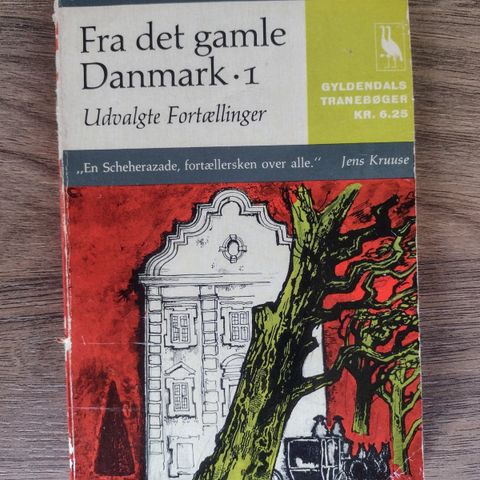 Fra det gamle
Danmark · 1
Udvalgte Fortællinger
GYLDENDALS
TRANEBØGER
KR. 6.25
„En Scheherazade, fortællersken over alle.“ Jens Kruuse